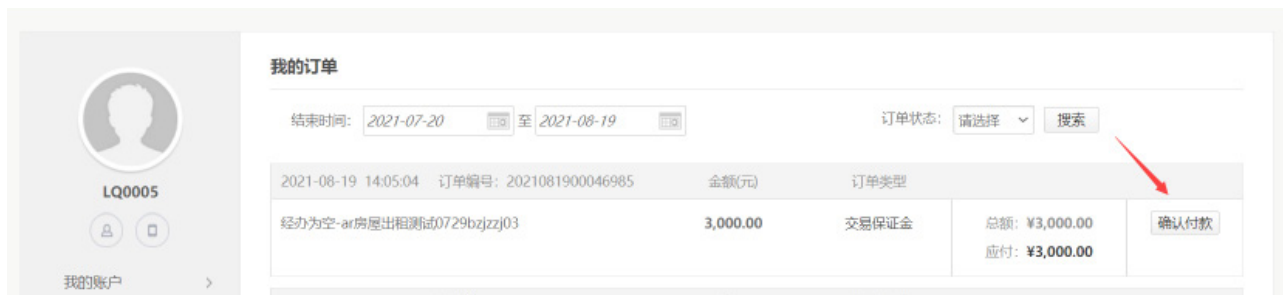 我的订单
结束时间: 2021-07-20 至 2021-08-19 订单状态: 请选择 搜索
LQ0005
2021-08-19 14:05:04 订单编号: 2021081900046985 金额(元) 订单类型
经办为空-ar房屋出租测试0729bzjzzj03 3,000.00 交易保证金 总额: ¥3,000.00 确认付款
应付: ¥3,000.00
我的账户